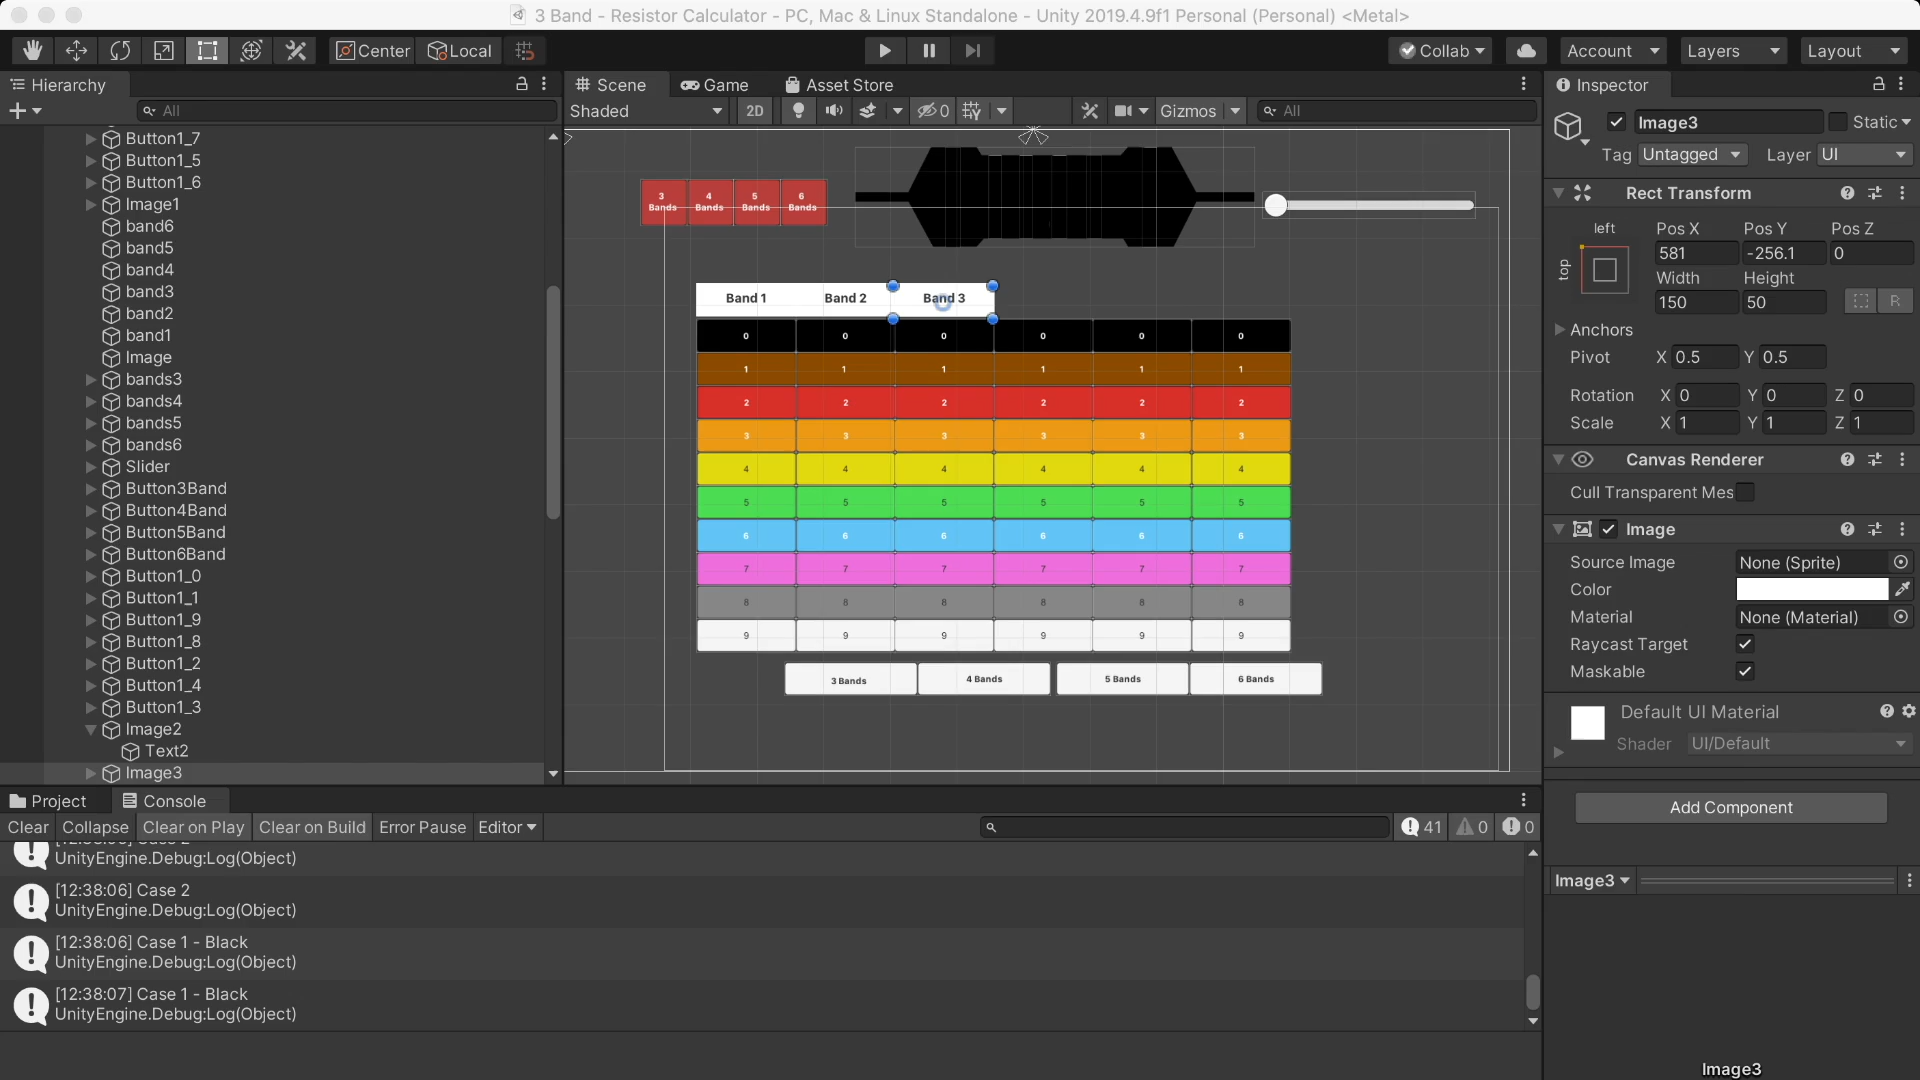 3 Band - Resistor Calculator - PC, Mac & Linux Standalone - Unity 2019.4.9f1 Personal (Personal) <Metal>
Center
Local
Collab
Account
Layers
Layout
Hierarchy
All
Button1_7
Button1_5
Button1_6
Image1
band6
band5
band4
band3
band2
band1
Image
bands3
bands4
bands5
bands6
Slider
Button3Band
Button4Band
Button5Band
Button6Band
Button1_0
Button1_1
Button1_9
Button1_8
Button1_2
Button1_4
Button1_3
Image2
Text2
Image3
Scene
Game
Asset Store
Shaded
2D
0
Gizmos
All
3 Bands
4 Bands
5 Bands
6 Bands
Band 1 Band 2 Band 3
0 0 0 0 0 0
1 1 1 1 1 1
2 2 2 2 2 2
3 3 3 3 3 3
4 4 4 4 4 4
5 5 5 5 5 5
6 6 6 6 6 6
7 7 7 7 7 7
8 8 8 8 8 8
9 9 9 9 9 9
3 Bands 4 Bands 5 Bands 6 Bands
Inspector
Image3 Static
Tag Untagged Layer UI
Rect Transform
left Pos X Pos Y Pos Z
top
581 -256.1 0
Width Height
150 50 R
Anchors
Pivot X 0.5 Y 0.5
Rotation X 0 Y 0 Z 0
Scale X 1 Y 1 Z 1
Canvas Renderer
Cull Transparent Mes
Image
Source Image None (Sprite)
Color
Material None (Material)
Raycast Target
Maskable
Default UI Material
Shader UI/Default
Add Component
Image3
Image3
Project
Console
Clear Collapse Clear on Play Clear on Build Error Pause Editor
41 0 0
UnityEngine.Debug:Log(Object)
[12:38:06] Case 2
UnityEngine.Debug:Log(Object)
[12:38:06] Case 1 - Black
UnityEngine.Debug:Log(Object)
[12:38:07] Case 1 - Black
UnityEngine.Debug:Log(Object)